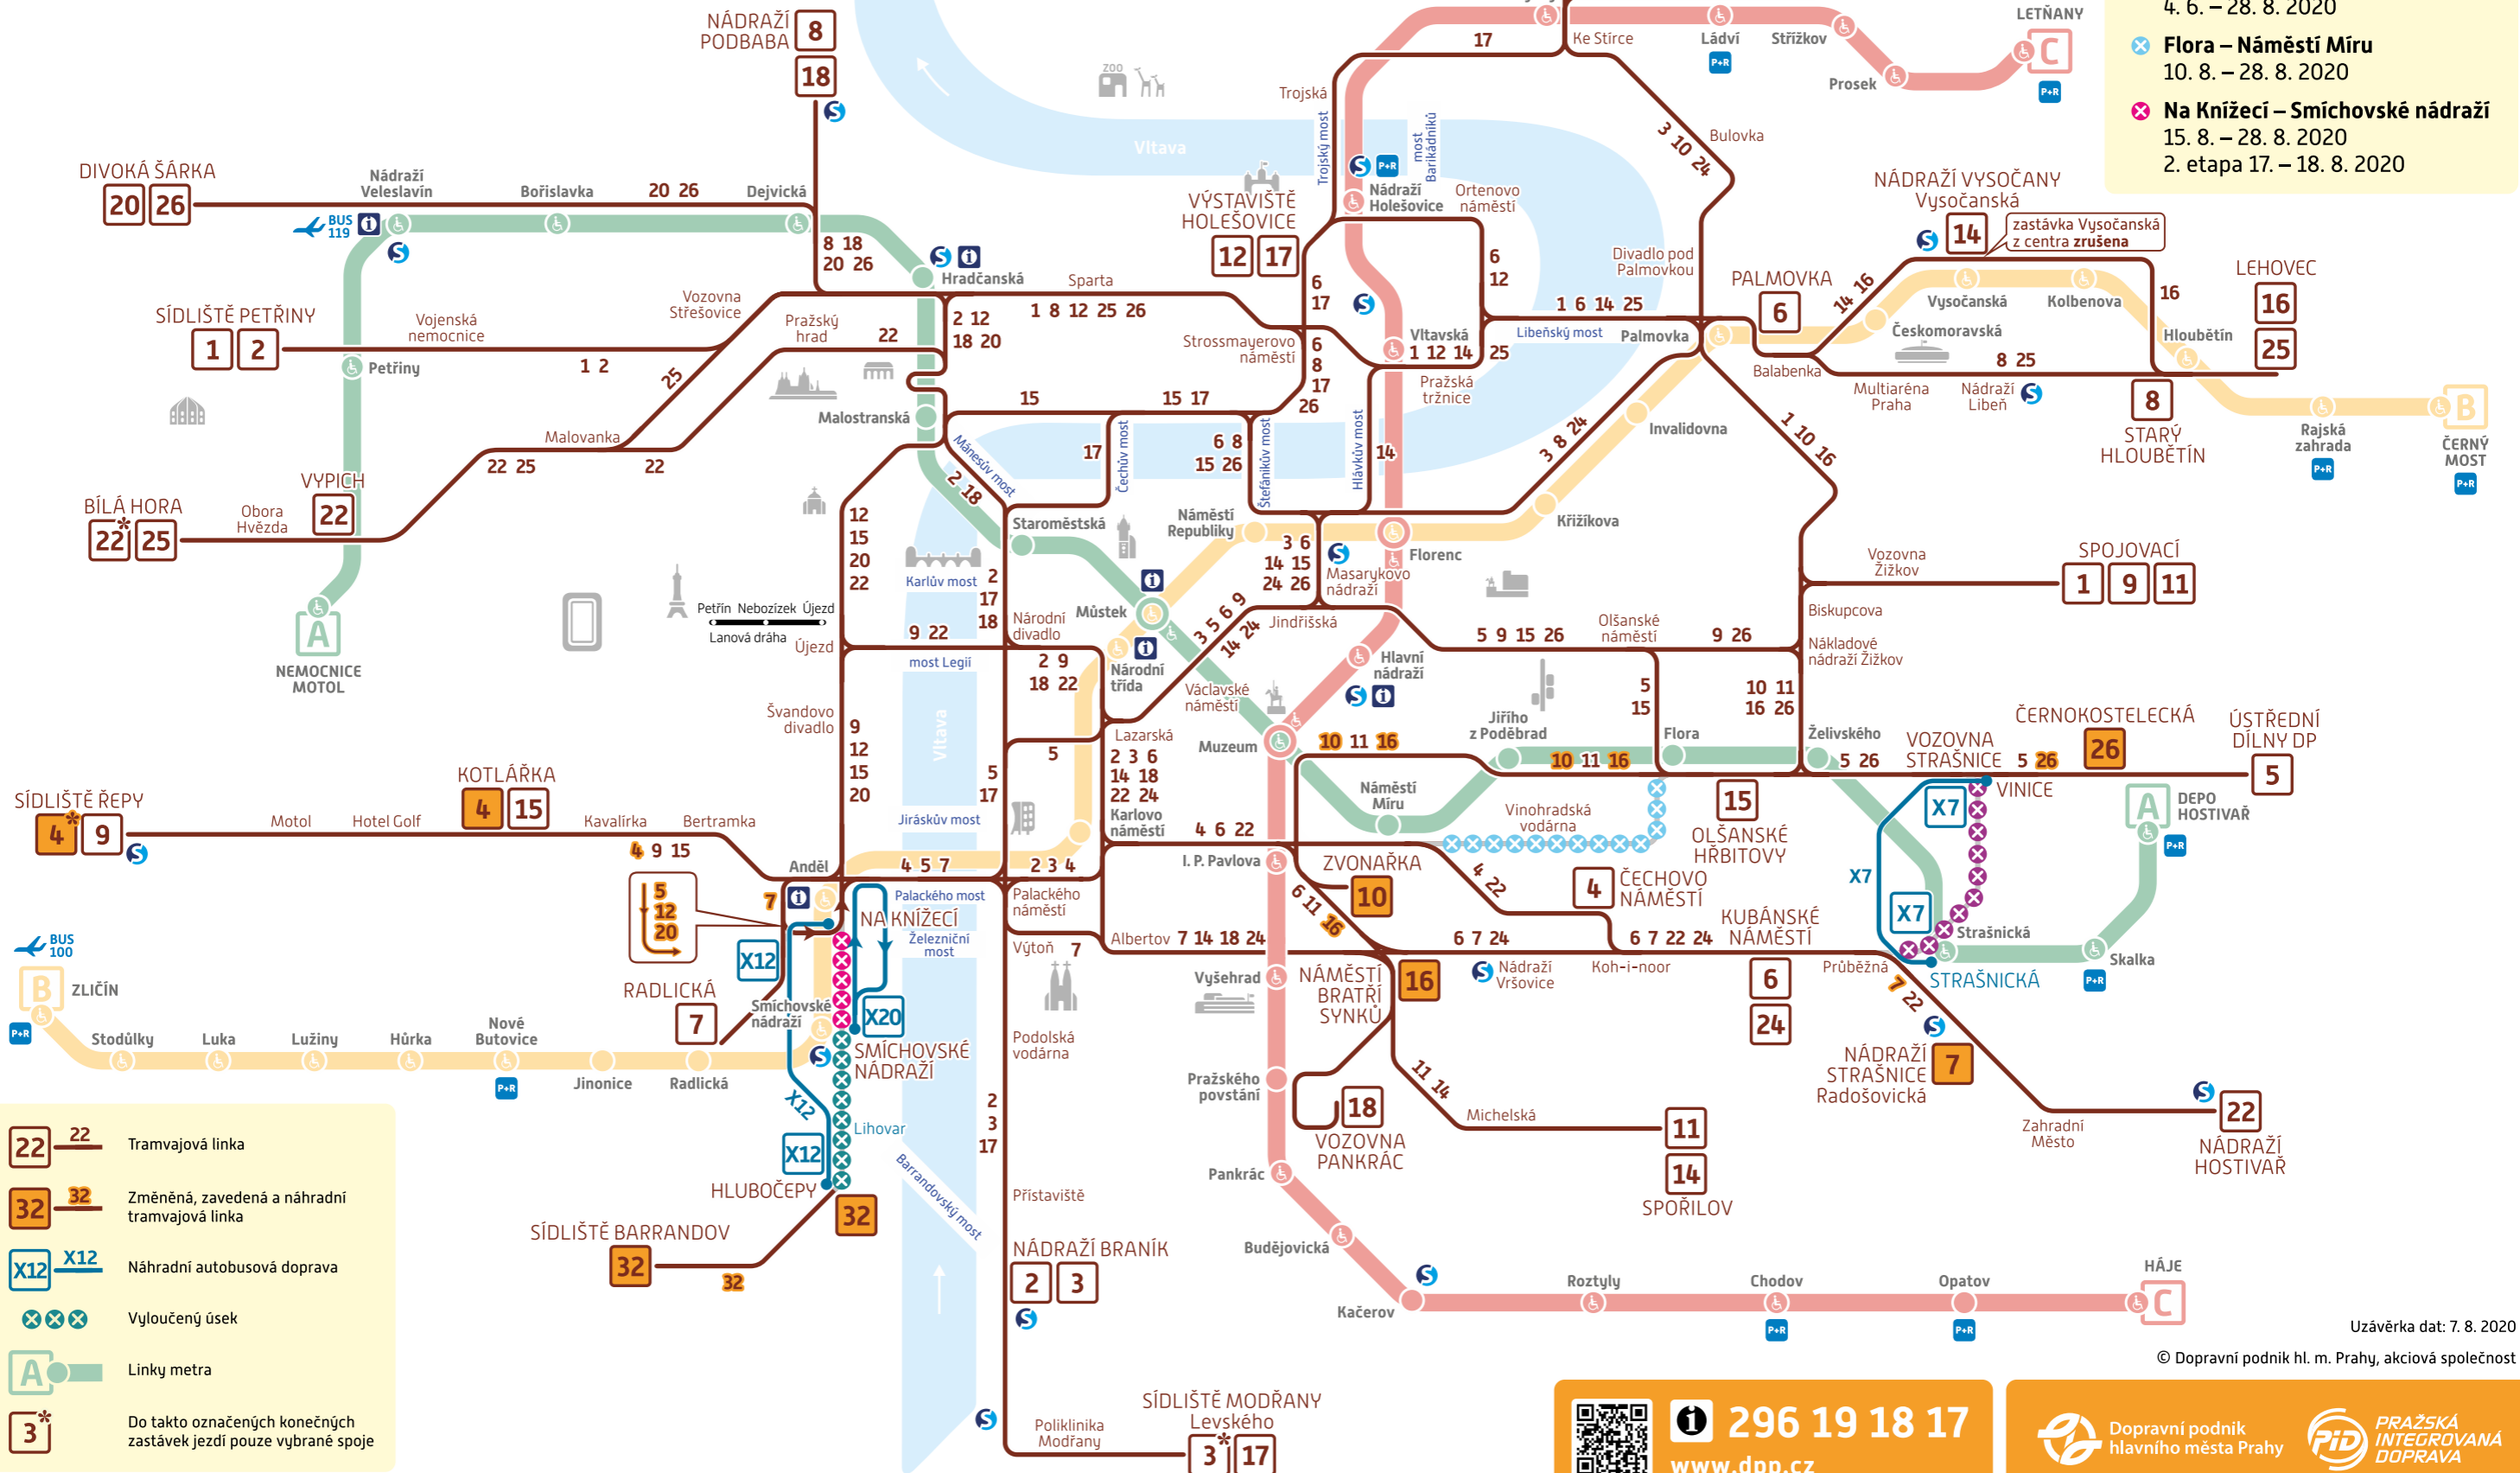 4. 6. – 28. 8. 2020
Flora – Náměstí Míru
10. 8. – 28. 8. 2020
Na Knížecí – Smíchovské nádraží
15. 8. – 28. 8. 2020
2. etapa 17. – 18. 8. 2020
NÁDRAŽÍ
PODBABA
8
18
17
Ke Stírce
Ládví
P+R
Střížkov
Prosek
LETŇANY
C
P+R
ZOO
Trojská
Trojský most
most
Barikádníků
Vltava
3 10 24
Bulovka
DIVOKÁ ŠÁRKA
20 26
Nádraží
Veleslavín
BUS
119
Bořislavka
20 26
Dejvická
8 18
20 26
Hradčanská
VÝSTAVIŠTĚ
HOLEŠOVICE
12 17
P+R
Nádraží
Holešovice
Ortenovo
náměstí
6
12
6
17
Divadlo pod
Palmovkou
PALMOVKA
6
NÁDRAŽÍ VYSOČANY
Vysočanská
14
zastávka Vysočanská
z centra zrušena
14 16
Vysočanská
Kolbenova
16
Českomoravská
Hloubětín
LEHOVEC
16
25
SÍDLIŠTĚ PETŘINY
1 2
Vojenská
nemocnice
1 2
Petřiny
Vozovna
Střešovice
Pražský
hrad
22
25
Sparta
1 8 12 25 26
2 12
18 20
Strossmayerovo
náměstí
6
8
17
26
Vltavská
1 12 14
25
Pražská
tržnice
1 6 14 25
Libeňský most
Palmovka
Balabenka
8 25
Multiaréna
Praha
Nádraží
Libeň
8
STARÝ
HLOUBĚTÍN
Rajská
zahrada
P+R
B
ČERNÝ
MOST
P+R
Malostranská
15
15 17
Malovanka
22 25
22
VYPICH
22
BÍLÁ HORA
22* 25
Obora
Hvězda
Mánesův most
2 18
17
Čechův most
6 8
15 26
Štefánikův most
Hlávkův most
14
3 8 24
Invalidovna
Křižíkova
1 10 16
Staroměstská
Náměstí
Republiky
Florenc
12
15
20
22
Karlův most
2
17
18
3 6
14 15
24 26
Masarykovo
nádraží
Vozovna
Žižkov
SPOJOVACÍ
1 9 11
Biskupcova
A
NEMOCNICE
MOTOL
Petřín Nebozízek Újezd
Lanová dráha
Újezd
9 22
most Legií
Národní
divadlo
Můstek
3 5 6 9
14 24
Jindřišská
5 9 15 26
Olšanské
náměstí
9 26
Nákladové
nádraží Žižkov
2 9
18 22
Národní
třída
Václavské
náměstí
Hlavní
nádraží
5
15
10 11
16 26
Švandovo
divadlo
9
12
15
20
Vltava
5
17
5
Jiráskův most
Lazarská
2 3 6
14 18
22 24
Karlovo
náměstí
Muzeum
10 11 16
Jiřího
z Poděbrad
10 11 16
Flora
Želivského
5 26
VOZOVNA
STRAŠNICE
ČERNOKOSTELECKÁ
26
5 26
ÚSTŘEDNÍ
DÍLNY DP
5
VINICE
X7
X7
X7
A
DEPO
HOSTIVAŘ
P+R
Náměstí
Míru
Vinohradská
vodárna
15
OLŠANSKÉ
HŘBITOVY
SÍDLIŠTĚ ŘEPY
4* 9
Motol
Hotel Golf
KOTLÁŘKA
4 15
Kavalírka
Bertramka
4 9 15
Anděl
4 5 7
2 3 4
4 6 22
I. P. Pavlova
ZVONAŘKA
10
4 22
4
ČECHOVO
NÁMĚSTÍ
5
12
20
7
Palackého most
Palackého
náměstí
NA KNÍŽECÍ
Železniční
most
Výtoň
7
Albertov
7 14 18 24
6 11 16
6 7 24
16
Nádraží
Vršovice
Koh-i-noor
6 7 22 24
KUBÁNSKÉ
NÁMĚSTÍ
6
24
Průběžná
Strašnická
STRAŠNICKÁ
Skalka
P+R
BUS
100
B
ZLIČÍN
P+R
Stodůlky
Luka
Lužiny
Hůrka
Nové
Butovice
P+R
Jinonice
Radlická
RADLICKÁ
7
X12
X20
Smíchovské
nádraží
SMÍCHOVSKÉ
NÁDRAŽÍ
Vyšehrad
NÁMĚSTÍ
BRATŘÍ
SYNKŮ
Podolská
vodárna
Pražského
povstání
18
VOZOVNA
PANKRÁC
11 14
Michelská
11
14
SPOŘILOV
7 22
NÁDRAŽÍ
STRAŠNICE
Radošovická
7
Zahradní
Město
22
NÁDRAŽÍ
HOSTIVAŘ
X12
X12
Lihovar
HLUBOČEPY
32
SÍDLIŠTĚ BARRANDOV
32
32
Barrandovský most
2
3
17
Přístaviště
NÁDRAŽÍ BRANÍK
2 3
Pankrác
Budějovická
Kačerov
Roztyly
Chodov
P+R
Opatov
P+R
HÁJE
C
Poliklinika
Modřany
SÍDLIŠTĚ MODŘANY
Levského
3* 17
22 22 Tramvajová linka
32 32 Změněná, zavedená a náhradní
tramvajová linka
X12 X12 Náhradní autobusová doprava
Vyloučený úsek
A Linky metra
3* Do takto označených konečných
zastávek jezdí pouze vybrané spoje
Uzávěrka dat: 7. 8. 2020
© Dopravní podnik hl. m. Prahy, akciová společnost
296 19 18 17
www.dpp.cz
Dopravní podnik
hlavního města Prahy
PID
PRAŽSKÁ
INTEGROVANÁ
DOPRAVA